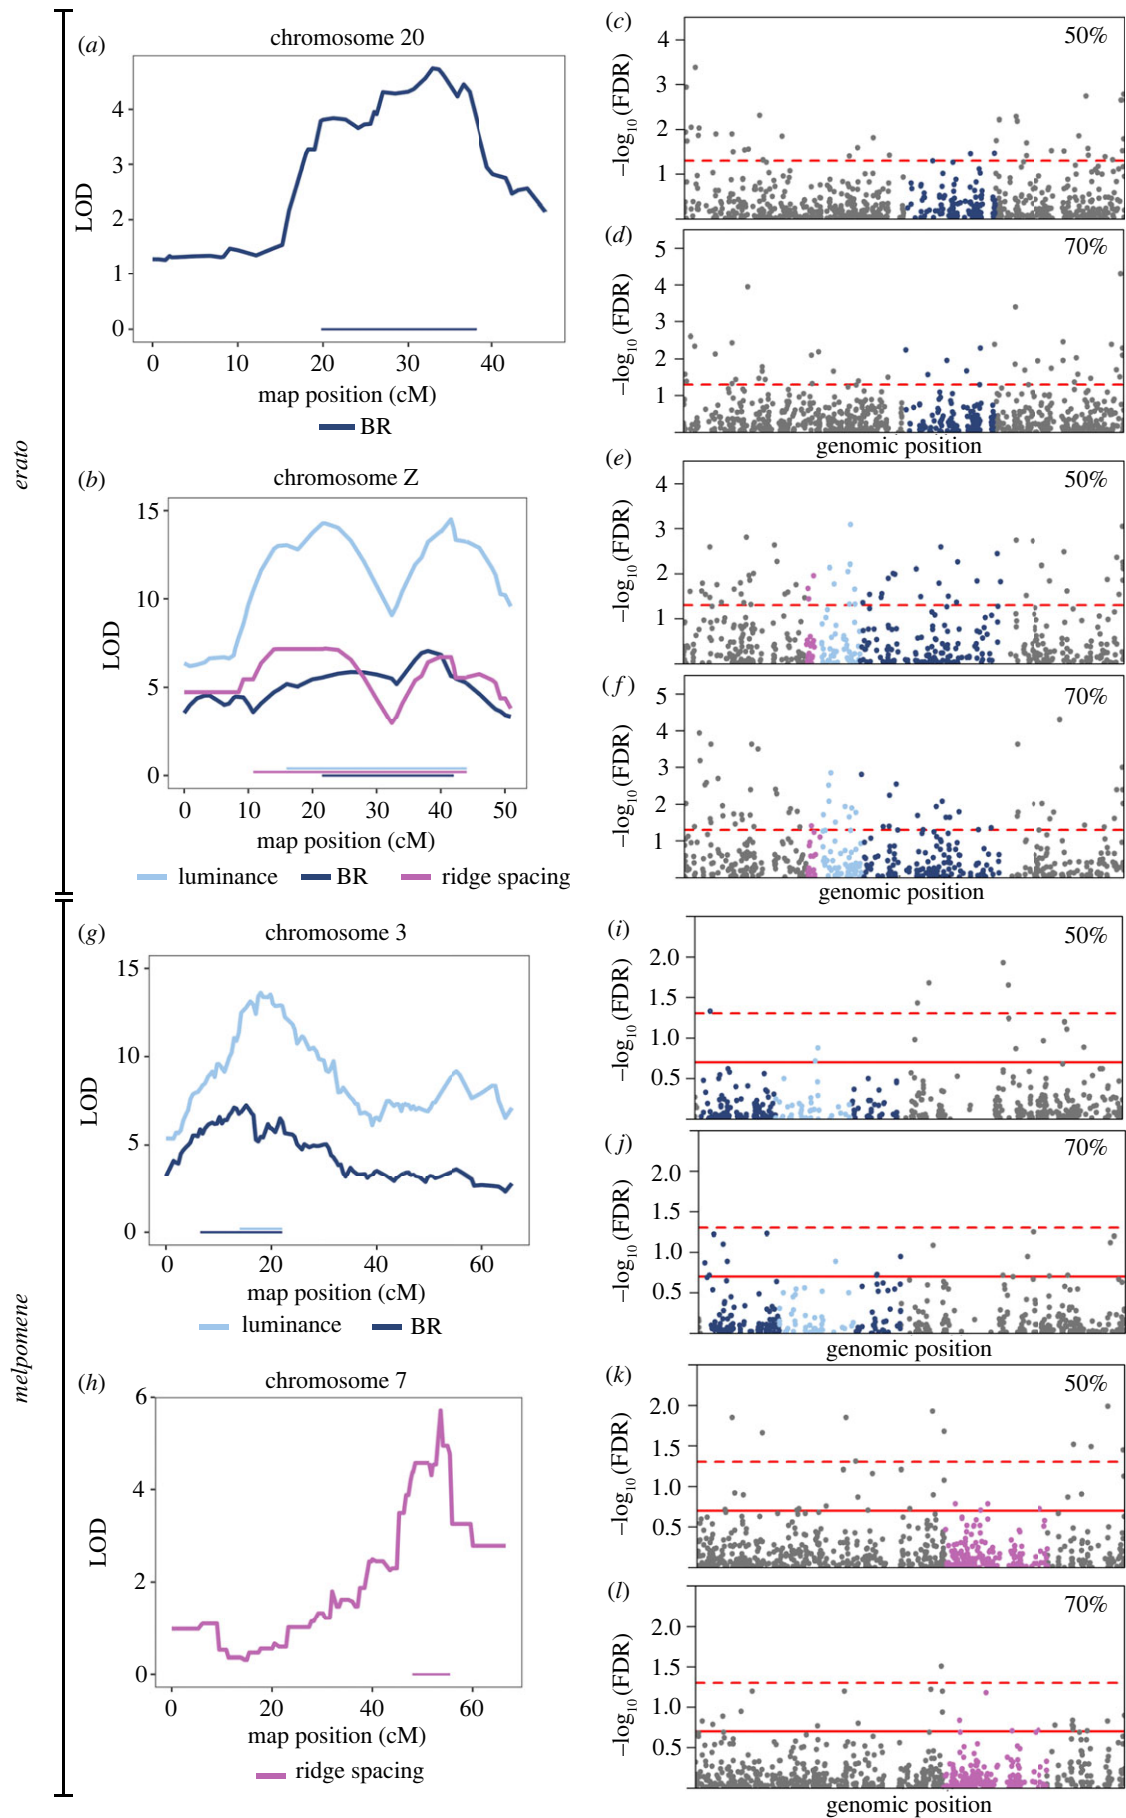 erato
(a)
chromosome 20
LOD
4
3
2
1
0
0 10 20 30 40
map position (cM)
BR
(b)
chromosome Z
LOD
15
10
5
0
0 10 20 30 40 50
map position (cM)
luminance BR ridge spacing
(c)
50%
−log10 (FDR)
4
3
2
1
(d)
70%
−log10 (FDR)
5
4
3
2
1
genomic position
(e)
50%
−log10 (FDR)
4
3
2
1
(f)
70%
−log10 (FDR)
5
4
3
2
1
genomic position
melpomene
(g)
chromosome 3
LOD
15
10
5
0
0 20 40 60
map position (cM)
luminance BR
(h)
chromosome 7
LOD
6
4
2
0
0 20 40 60
map position (cM)
ridge spacing
(i)
50%
−log10 (FDR)
2.0
1.5
1.0
0.5
(j)
70%
−log10 (FDR)
2.0
1.5
1.0
0.5
genomic position
(k)
50%
−log10 (FDR)
2.0
1.5
1.0
0.5
(l)
70%
−log10 (FDR)
2.0
1.5
1.0
0.5
genomic position